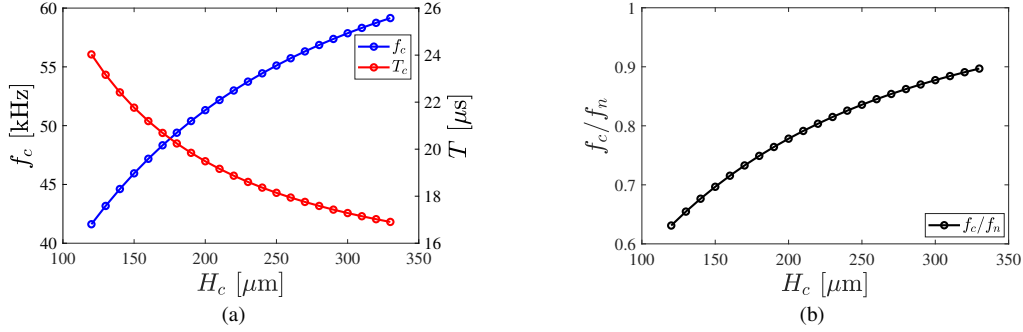 60
55
50
45
40
f_c [kHz]
26
24
22
20
18
16
T [μs]
f_c
T_c
100 150 200 250 300 350
H_c [μm]
(a)
1
0.9
0.8
0.7
0.6
f_c/f_n
f_c/f_n
100 150 200 250 300 350
H_c [μm]
(b)